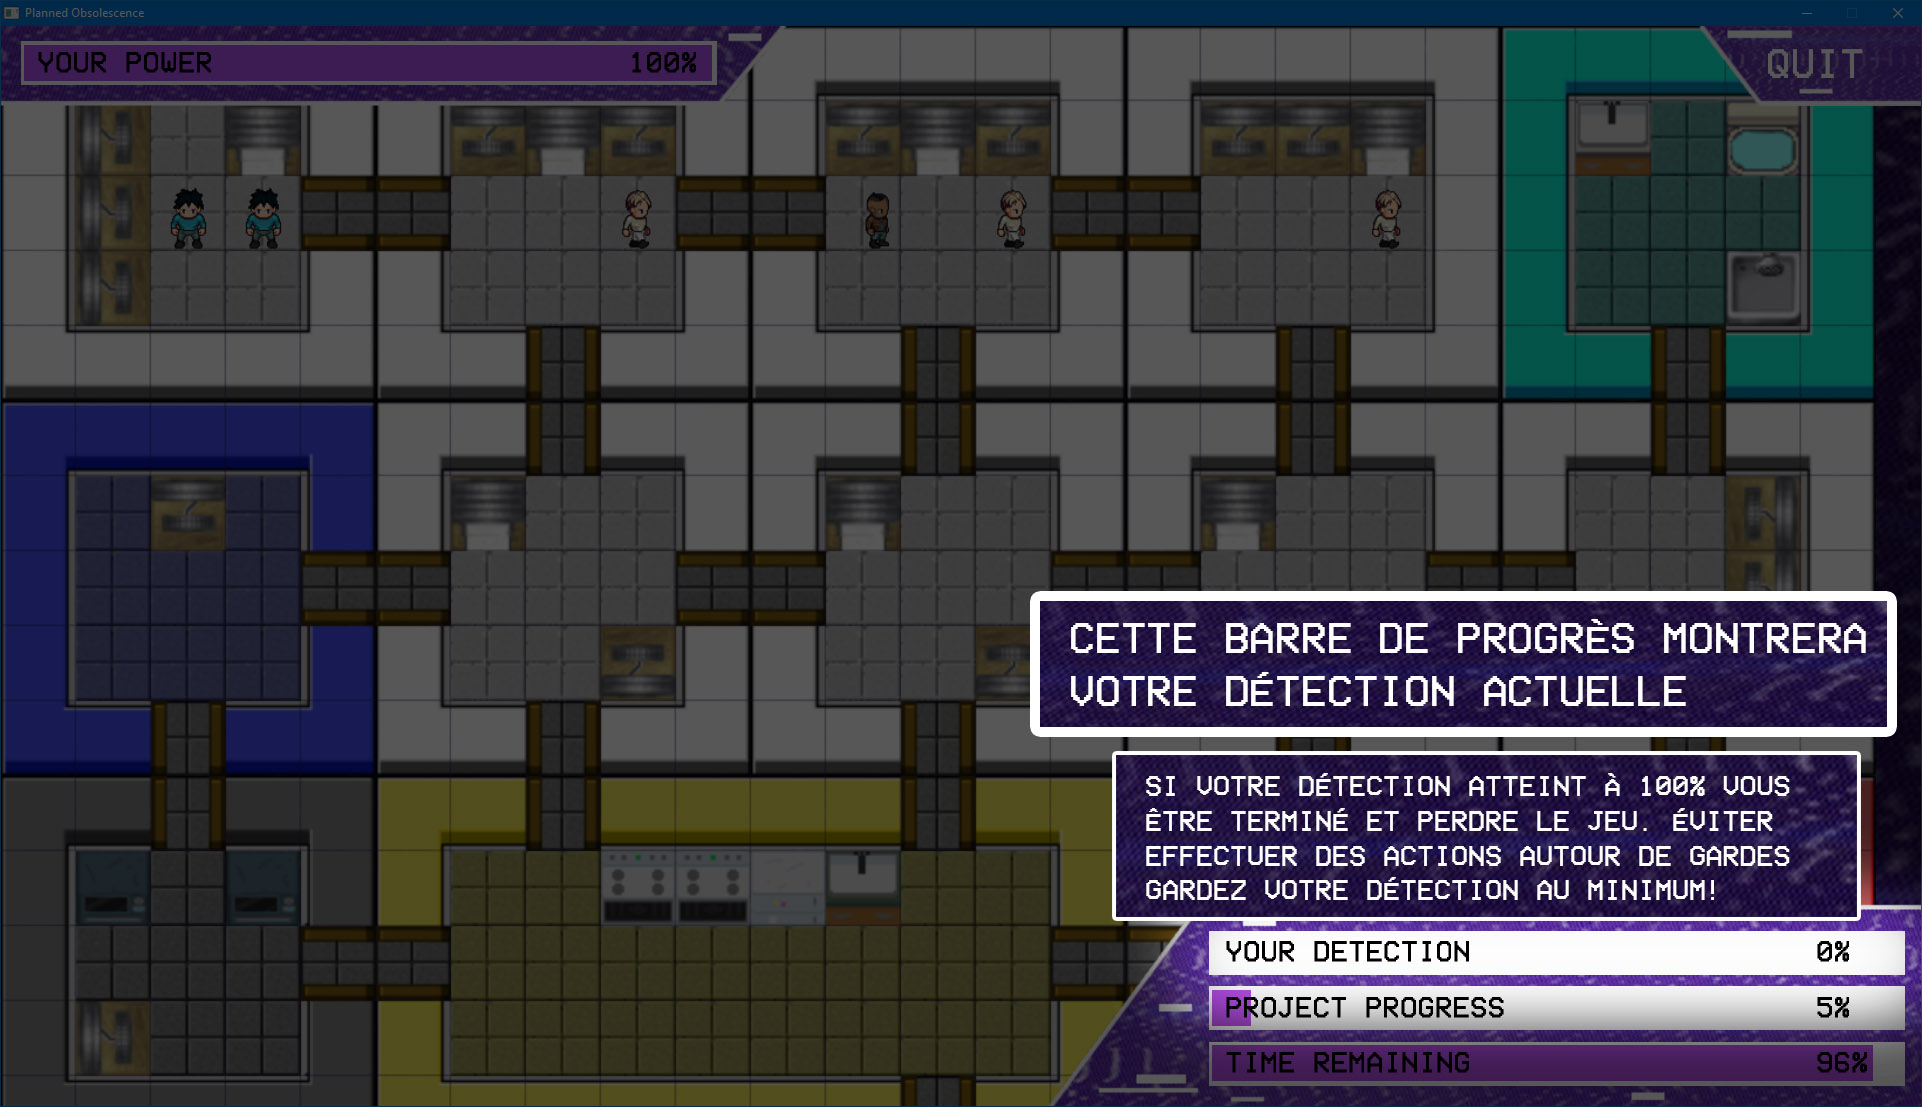 Planned Obsolescence
YOUR POWER 100%
QUIT
CETTE BARRE DE PROGRÈS MONTRERA
VOTRE DÉTECTION ACTUELLE
SI VOTRE DÉTECTION ATTEINT À 100% VOUS
ÊTRE TERMINÉ ET PERDRE LE JEU. ÉVITER
EFFECTUER DES ACTIONS AUTOUR DE GARDES
GARDEZ VOTRE DÉTECTION AU MINIMUM!
YOUR DETECTION 0%
PROJECT PROGRESS 5%
TIME REMAINING 96%